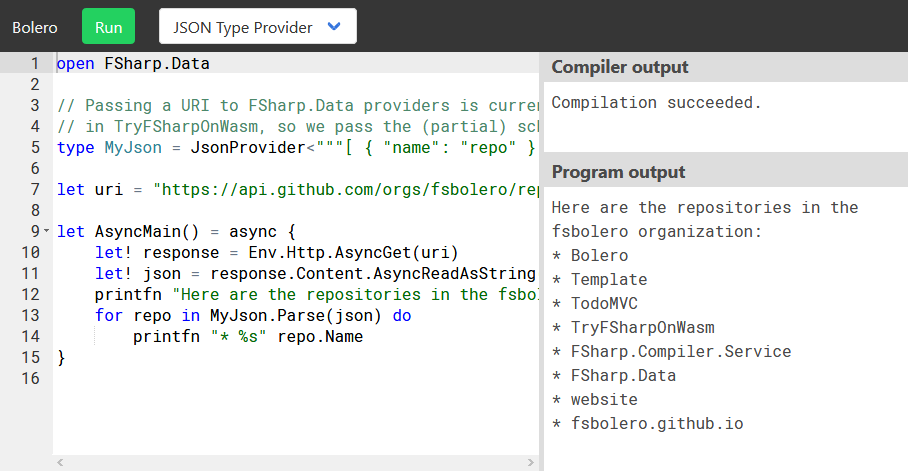 Bolero
Run
JSON Type Provider
1 open FSharp.Data
2
3 // Passing a URI to FSharp.Data providers is
4 // in TryFSharpOnWasm, so we pass the (partial)
5 type MyJson = JsonProvider<"""[ { "name": "repo" }
6
7 let uri = "https://api.github.com/orgs/fsbolero/
8
9 let AsyncMain() = async {
10 let! response = Env.Http.AsyncGet(uri)
11 let! json = response.Content.AsyncReadAsString
12 printfn "Here are the repositories in the
13 for repo in MyJson.Parse(json) do
14 printfn "* %s" repo.Name
15 }
16
Compiler output
Compilation succeeded.
Program output
Here are the repositories in the
fsbolero organization:
* Bolero
* Template
* TodoMVC
* TryFSharpOnWasm
* FSharp.Compiler.Service
* FSharp.Data
* website
* fsbolero.github.io